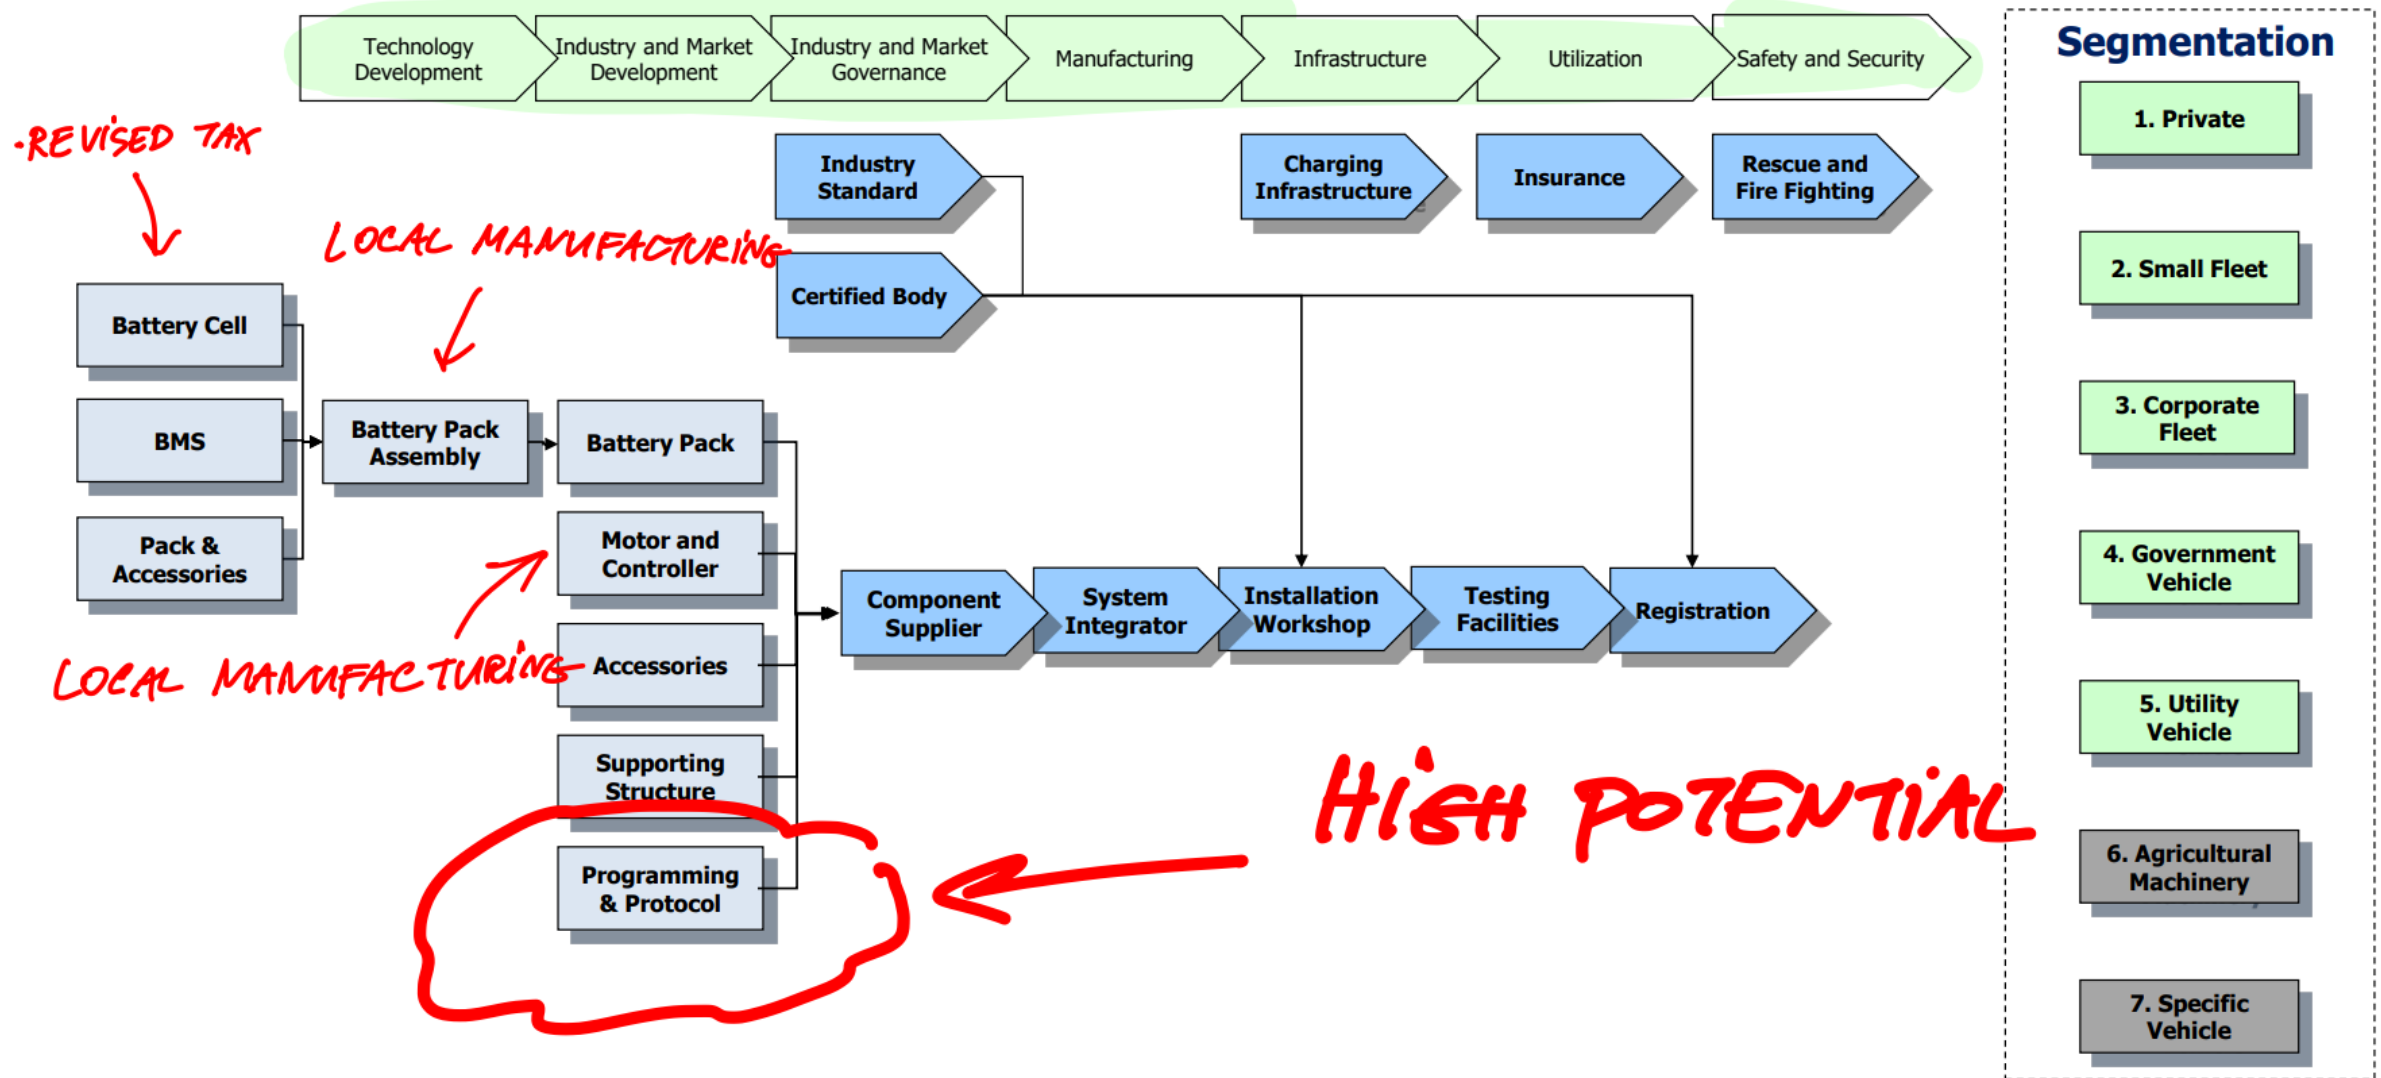 Technology
Development
Industry and Market
Development
Industry and Market
Governance
Manufacturing
Infrastructure
Utilization
Safety and Security
Segmentation
1. Private
2. Small Fleet
3. Corporate
Fleet
4. Government
Vehicle
5. Utility
Vehicle
6. Agricultural
Machinery
7. Specific
Vehicle
·REVISED TAX
LOCAL MANUFACTURING
Industry
Standard
Certified Body
Charging
Infrastructure
Insurance
Rescue and
Fire Fighting
Battery Cell
BMS
Pack &
Accessories
Battery Pack
Assembly
Battery Pack
Motor and
Controller
Accessories
Supporting
Structure
Programming
& Protocol
LOCAL MANUFACTURING
Component
Supplier
System
Integrator
Installation
Workshop
Testing
Facilities
Registration
HIGH POTENTIAL